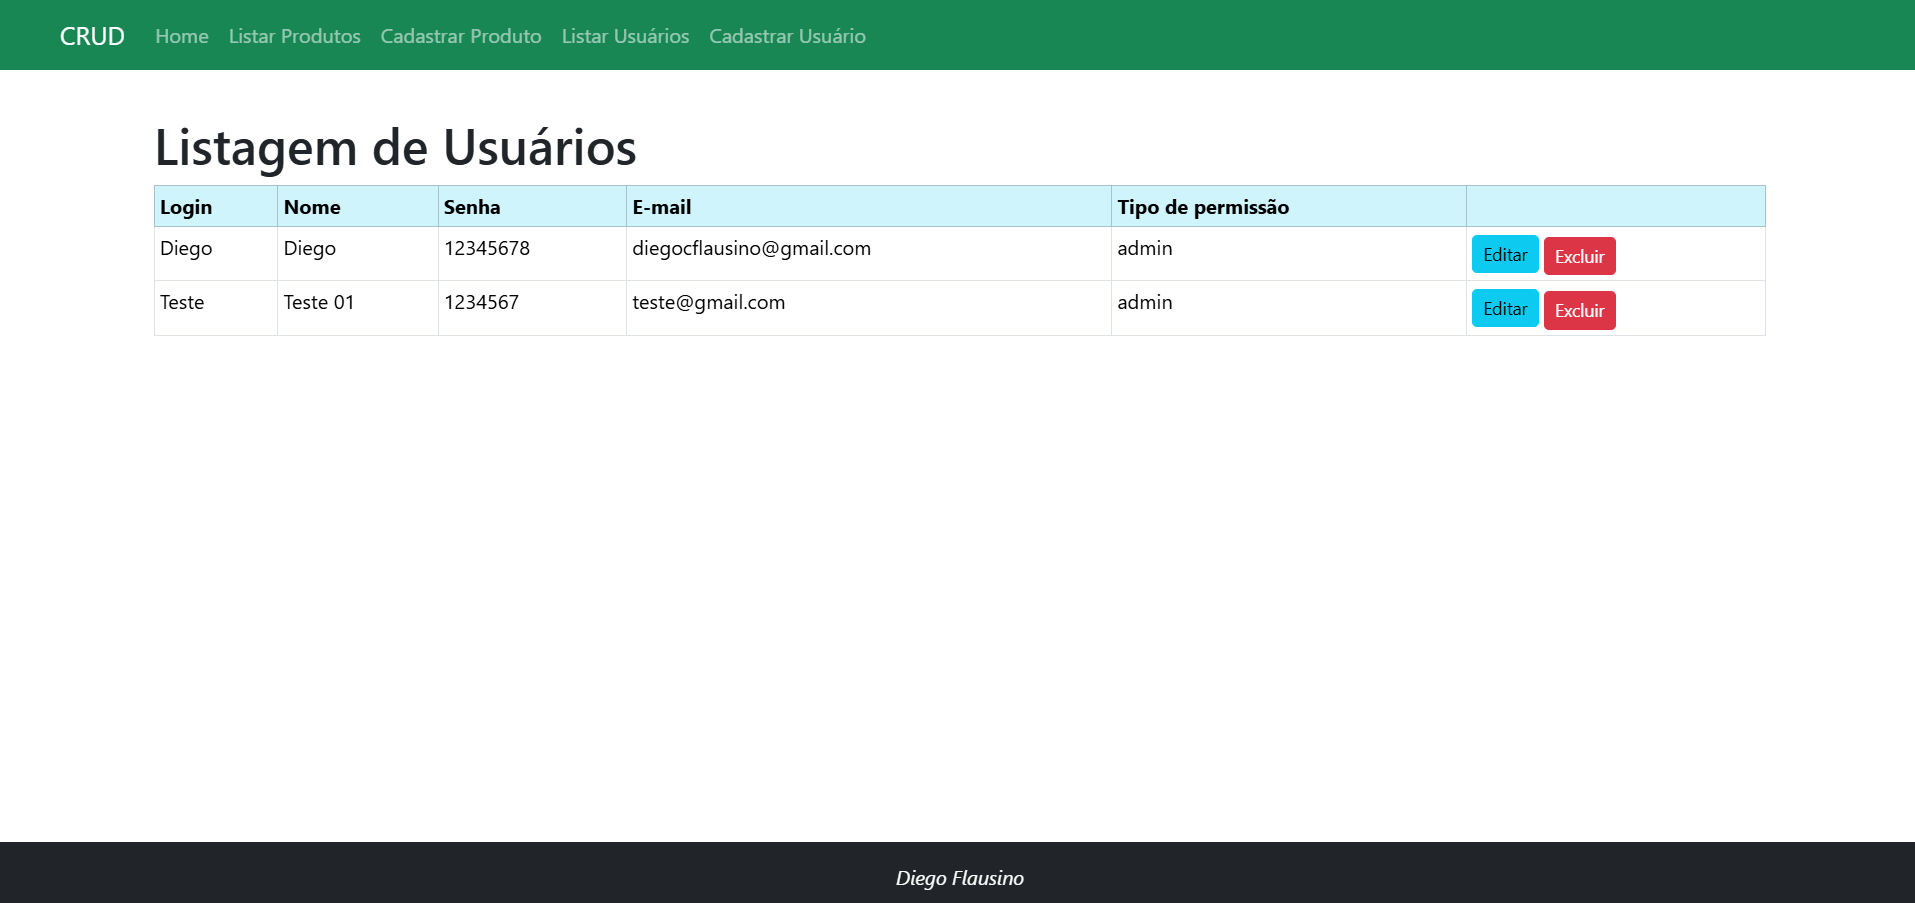 CRUD Home Listar Produtos Cadastrar Produto Listar Usuários Cadastrar Usuário
Listagem de Usuários
Login Nome Senha E-mail Tipo de permissão
Diego Diego 12345678 diegocflausino@gmail.com admin Editar Excluir
Teste Teste 01 1234567 teste@gmail.com admin Editar Excluir
Diego Flausino